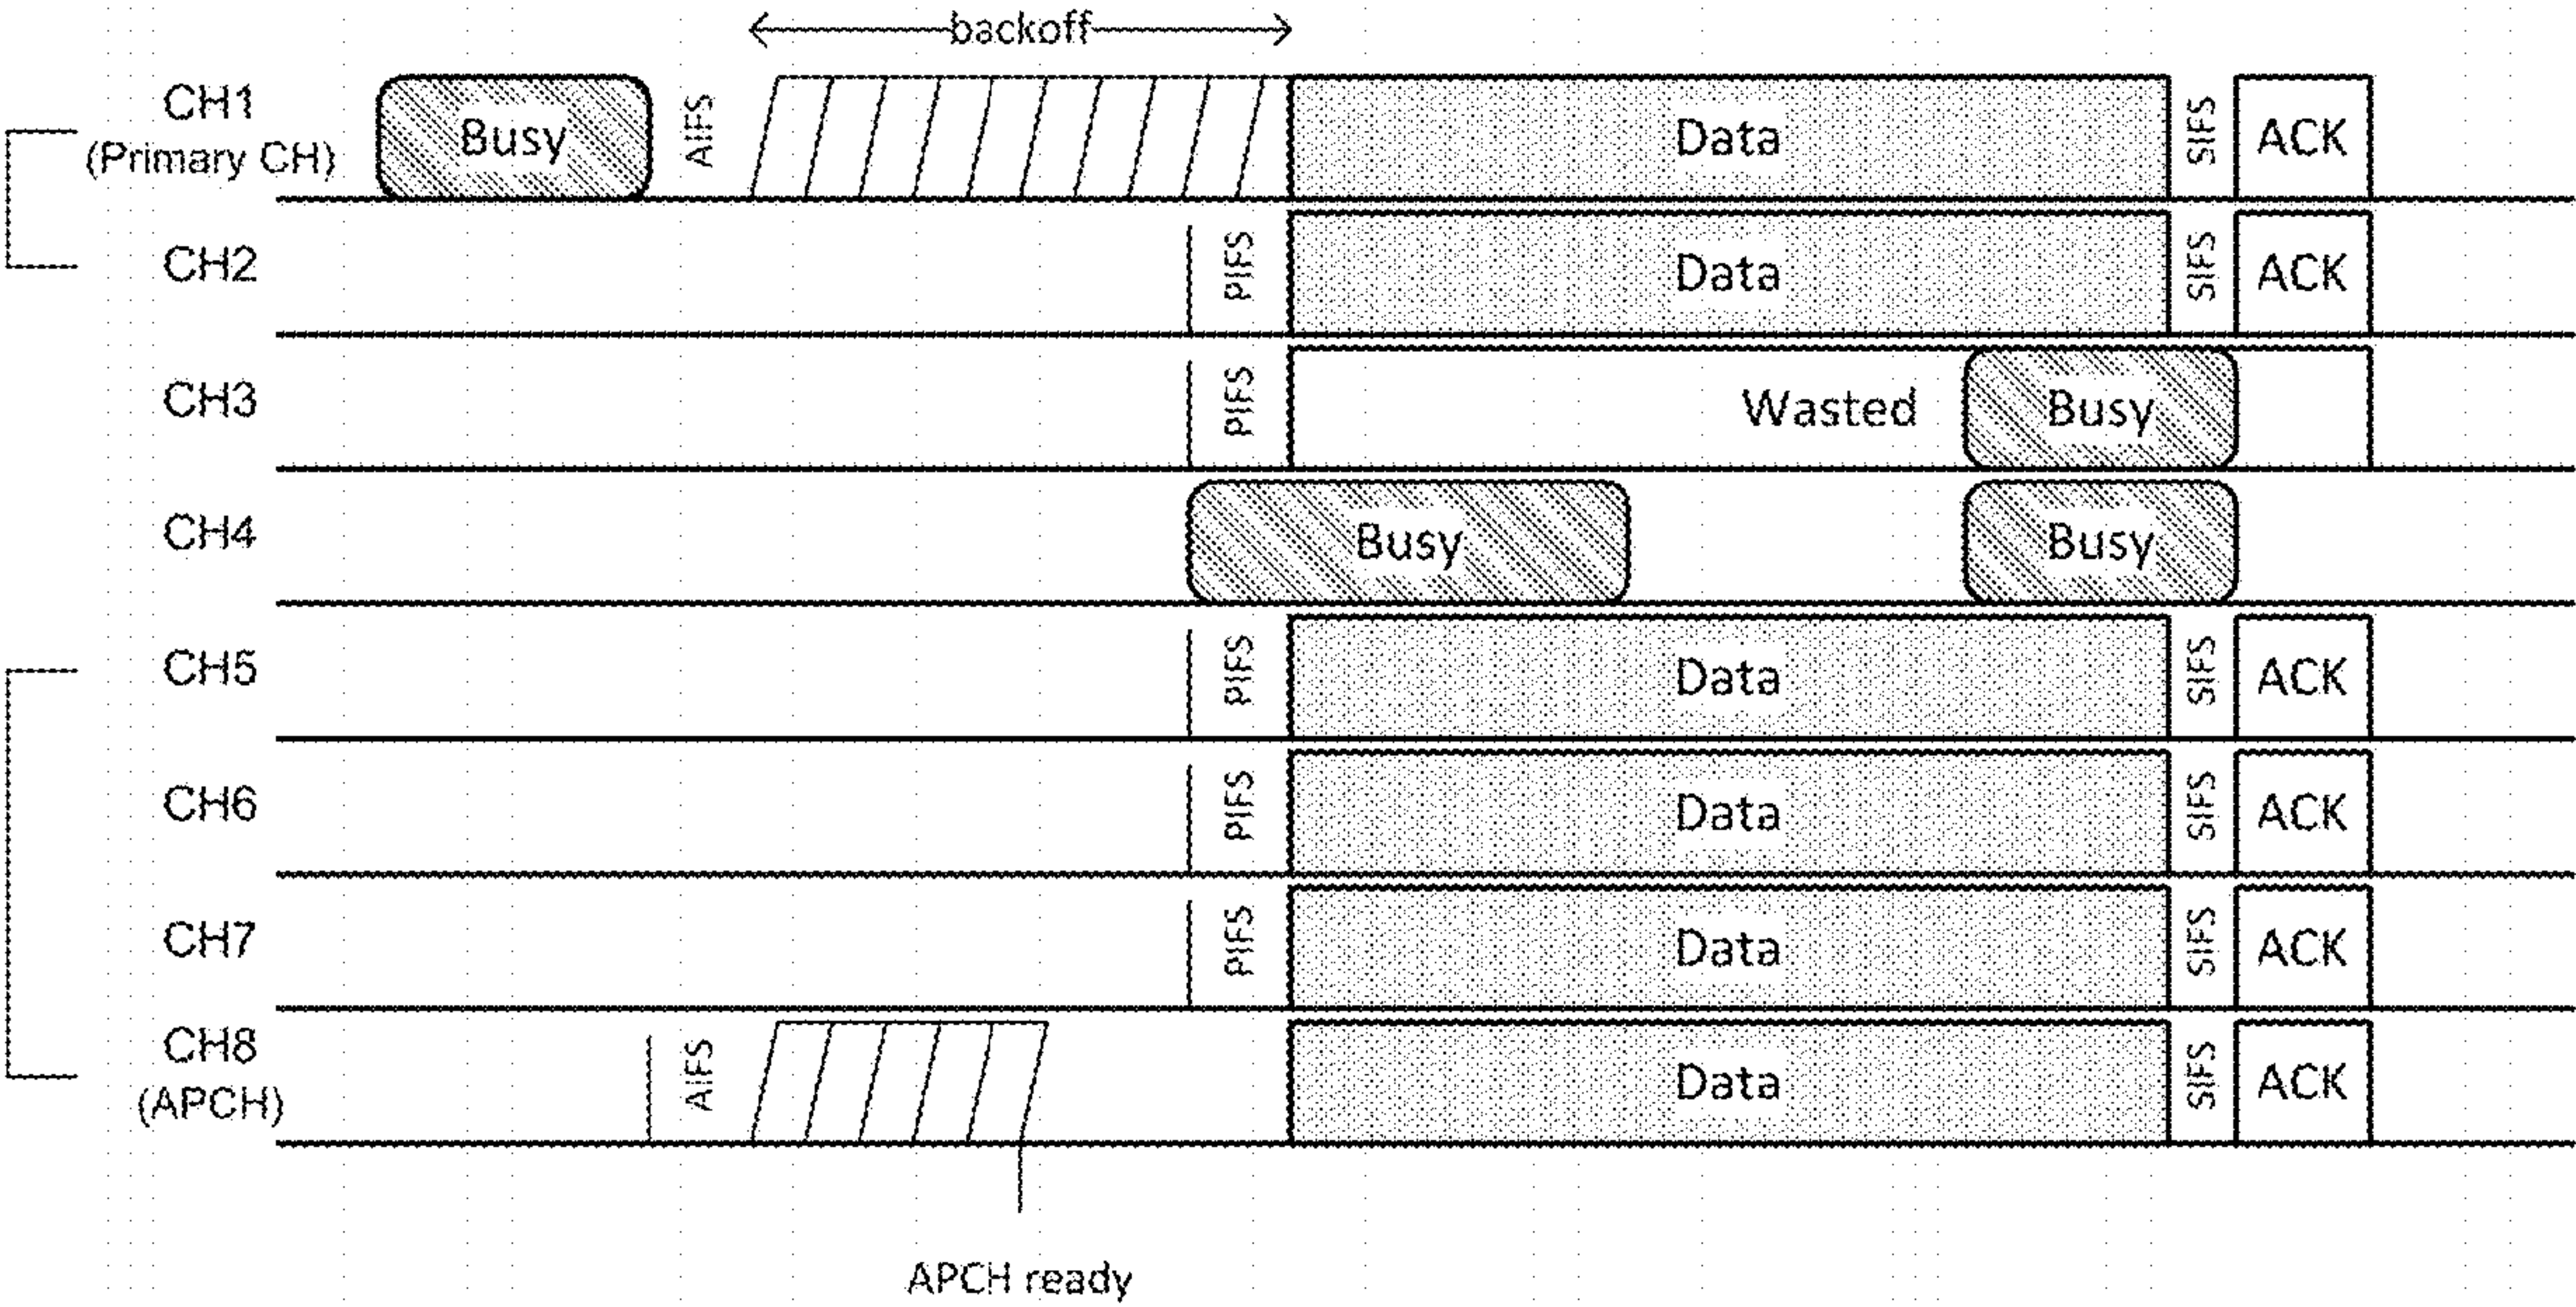 backoff
CH1
(Primary CH)
Busy
AIFS
Data
SIFS
ACK
CH2
PIFS
Data
SIFS
ACK
CH3
PIFS
Wasted
Busy
CH4
Busy
Busy
CH5
PIFS
Data
SIFS
ACK
CH6
PIFS
Data
SIFS
ACK
CH7
PIFS
Data
SIFS
ACK
CH8
(APCH)
AIFS
Data
SIFS
ACK
APCH ready